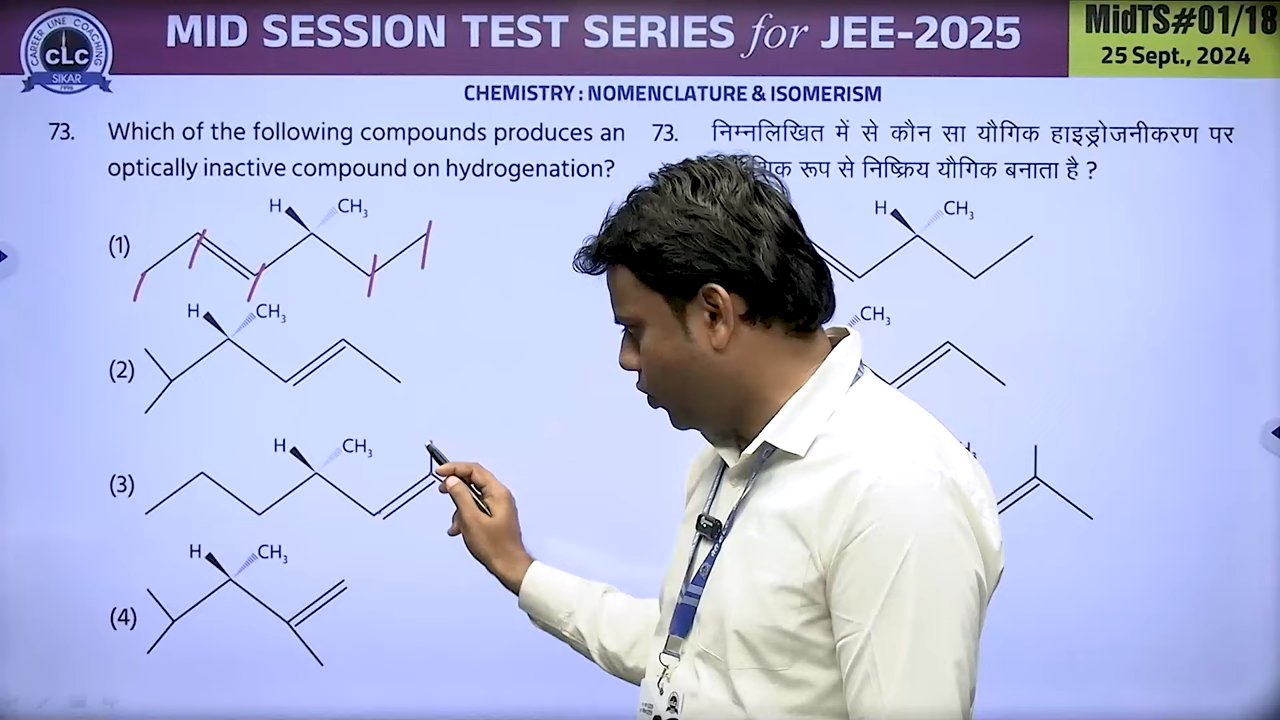 CAREER LINE COACHING
CLC
SIKAR
1996
MID SESSION TEST SERIES for JEE-2025
MidTS#01/18
25 Sept., 2024
CHEMISTRY : NOMENCLATURE & ISOMERISM
73. Which of the following compounds produces an
optically inactive compound on hydrogenation?
(1)
H CH₃
(2)
H CH₃
(3)
H CH₃
(4)
H CH₃
73. निम्नलिखित में से कौन सा यौगिक हाइड्रोजनीकरण पर
रूप से निष्क्रिय यौगिक बनाता है ?
H CH₃
CH₃